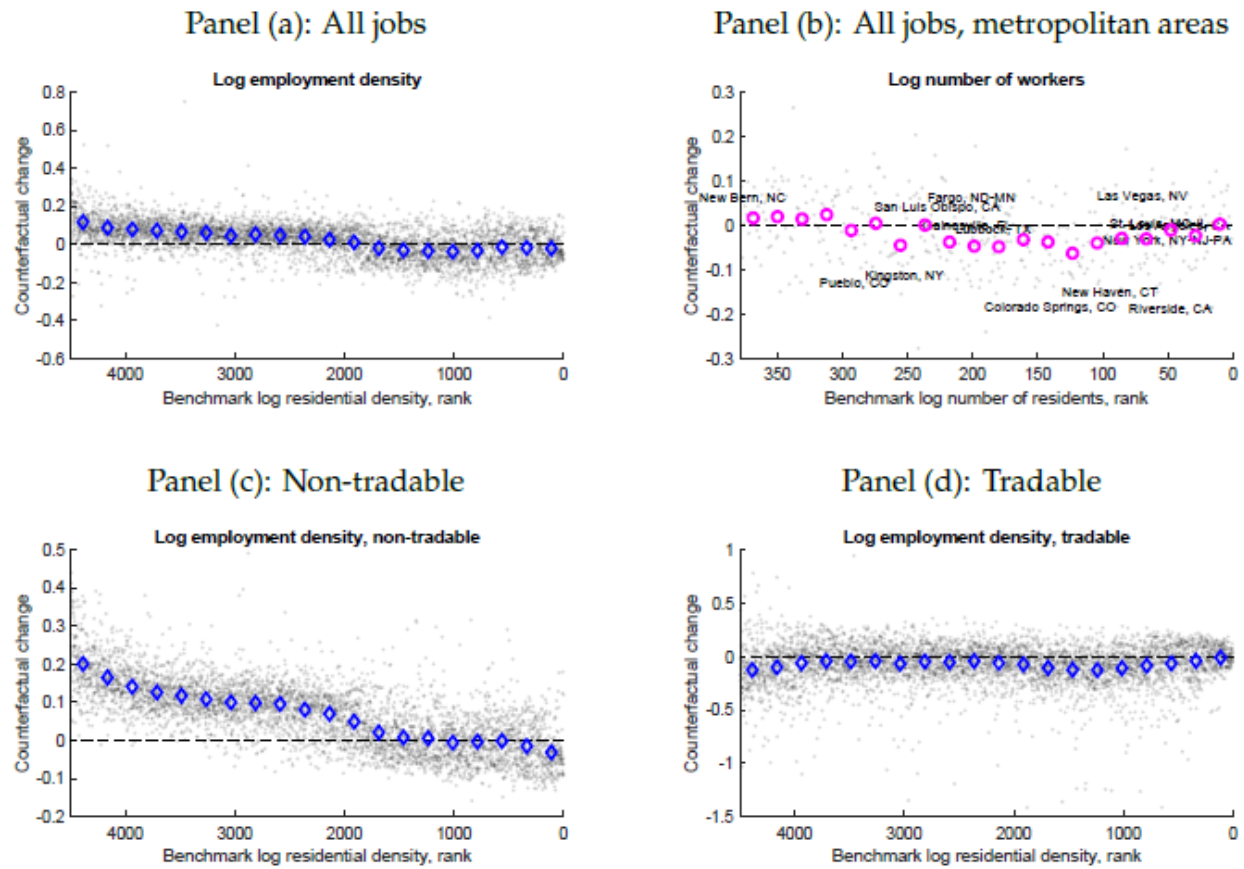 Panel (a): All jobs
Panel (b): All jobs, metropolitan areas
Log employment density
0.8
0.6
0.4
0.2
0
-0.2
-0.4
-0.6
Counterfactual change
4000 3000 2000 1000 0
Benchmark log residential density, rank
Log number of workers
0.3
0.2
0.1
0
-0.1
-0.2
-0.3
Counterfactual change
New Bern, NC
Fargo, ND-MN
Las Vegas, NV
San Luis Obispo, CA
Lubbock, TX
New York, NY-NJ-PA
Kingston, NY
Pueblo, CO
New Haven, CT
Colorado Springs, CO
Riverside, CA
350 300 250 200 150 100 50 0
Benchmark log number of residents, rank
Panel (c): Non-tradable
Panel (d): Tradable
Log employment density, non-tradable
0.5
0.4
0.3
0.2
0.1
0
-0.1
-0.2
Counterfactual change
4000 3000 2000 1000 0
Benchmark log residential density, rank
Log employment density, tradable
1
0.5
0
-0.5
-1
-1.5
Counterfactual change
4000 3000 2000 1000 0
Benchmark log residential density, rank